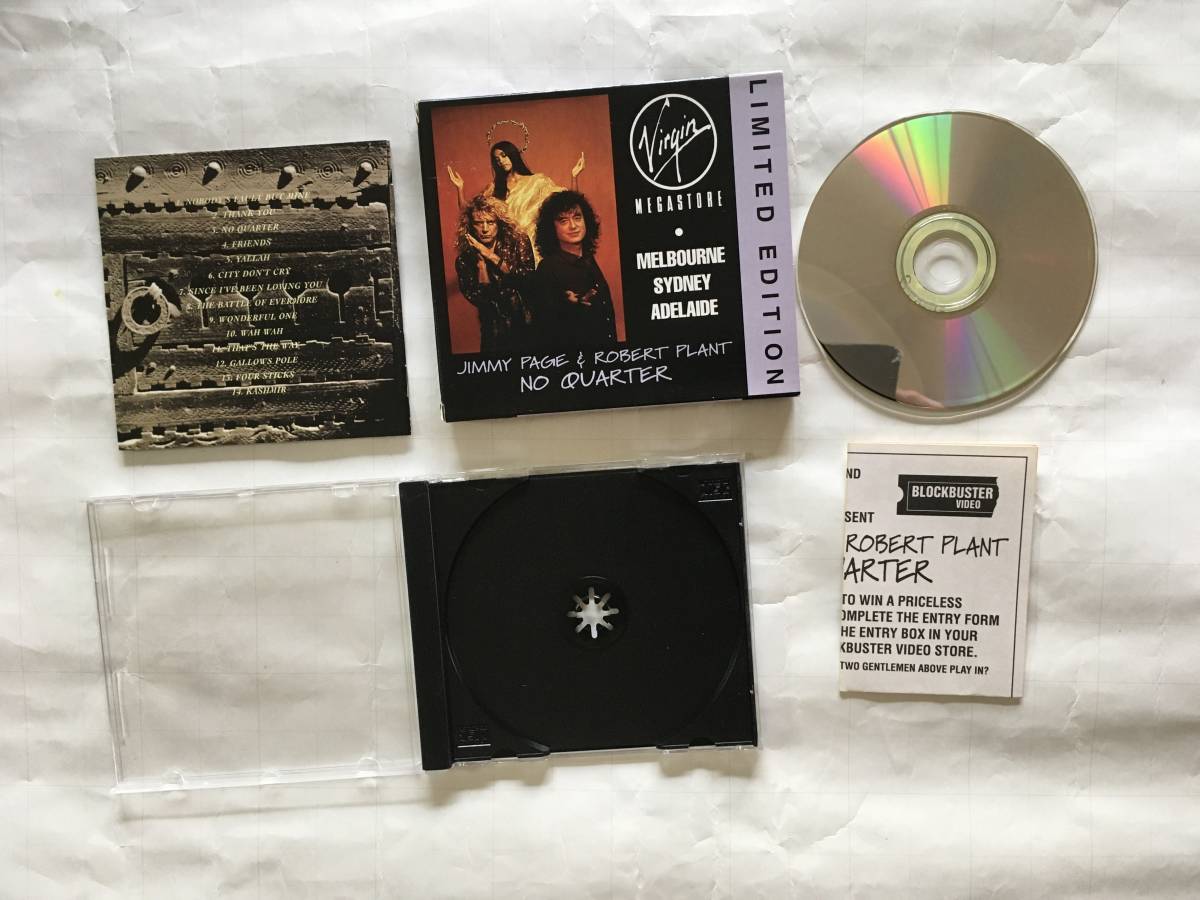 1. NOBODY'S FAULT BUT MINE
THANK YOU
3. NO QUARTER
4. FRIENDS
5. YALLAH
6. CITY DON'T CRY
7. SINCE I'VE BEEN LOVING YOU
8. THE BATTLE OF EVERMORE
9. WONDERFUL ONE
10. WAH WAH
11. THAT'S THE WAY
12. GALLOWS POLE
13. FOUR STICKS
14. KASHMIR
Virgin
MEGASTORE
•
MELBOURNE
SYDNEY
ADELAIDE
JIMMY PAGE & ROBERT PLANT
NO QUARTER
LIMITED EDITION
ND
BLOCKBUSTER
VIDEO
SENT
ROBERT PLANT
ARTER
TO WIN A PRICELESS
OMPLETE THE ENTRY FORM
HE ENTRY BOX IN YOUR
KBUSTER VIDEO STORE.
TWO GENTLEMEN ABOVE PLAY IN?